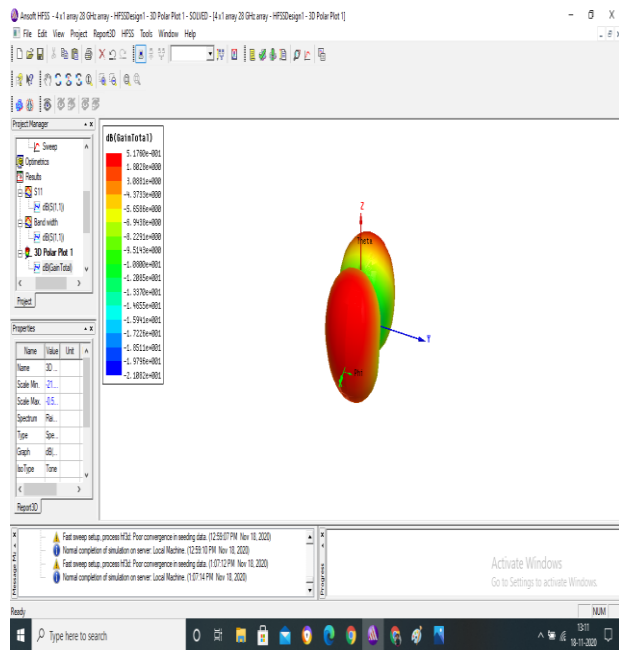 Ansoft HFSS - 4 x1 array 28 GHz array - HFSSDesign1 - 3D Polar Plot 1 - SOLVED - [4 x1 array 28 GHz array - HFSSDesign1 - 3D Polar Plot 1]
File Edit View Project Report3D HFSS Tools Window Help
Project Manager
Sweep
Optimetrics
Results
S11
dB(S(1,1))
Band width
dB(S(1,1))
3D Polar Plot 1
dB(GainTotal)
Project
Properties
Name Value Unit
Name 3D ...
Scale Min. -21...
Scale Max. -0.5...
Spectrum Rai...
Type Spe...
Graph dB(...
IsoType Tone
Report3D
dB(GainTotal)
5.1760e-001
1.8028e+000
3.0881e+000
-4.3733e+000
-5.6586e+000
-6.9438e+000
-8.2291e+000
-9.5143e+000
-1.0800e+001
-1.2085e+001
-1.3370e+001
-1.4655e+001
-1.5941e+001
-1.7226e+001
-1.8511e+001
-1.9796e+001
-2.1082e+001
Z
Theta
Y
Phi
Message Ma
Fast sweep setup, process hf3d: Poor convergence in seeding data. (12:59:07 PM Nov 18, 2020)
Normal completion of simulation on server: Local Machine. (12:59:10 PM Nov 18, 2020)
Fast sweep setup, process hf3d: Poor convergence in seeding data. (1:07:12 PM Nov 18, 2020)
Normal completion of simulation on server: Local Machine. (1:07:14 PM Nov 18, 2020)
Progress
Activate Windows
Go to Settings to activate Windows.
Ready
NUM
Type here to search
13:11
18-11-2020